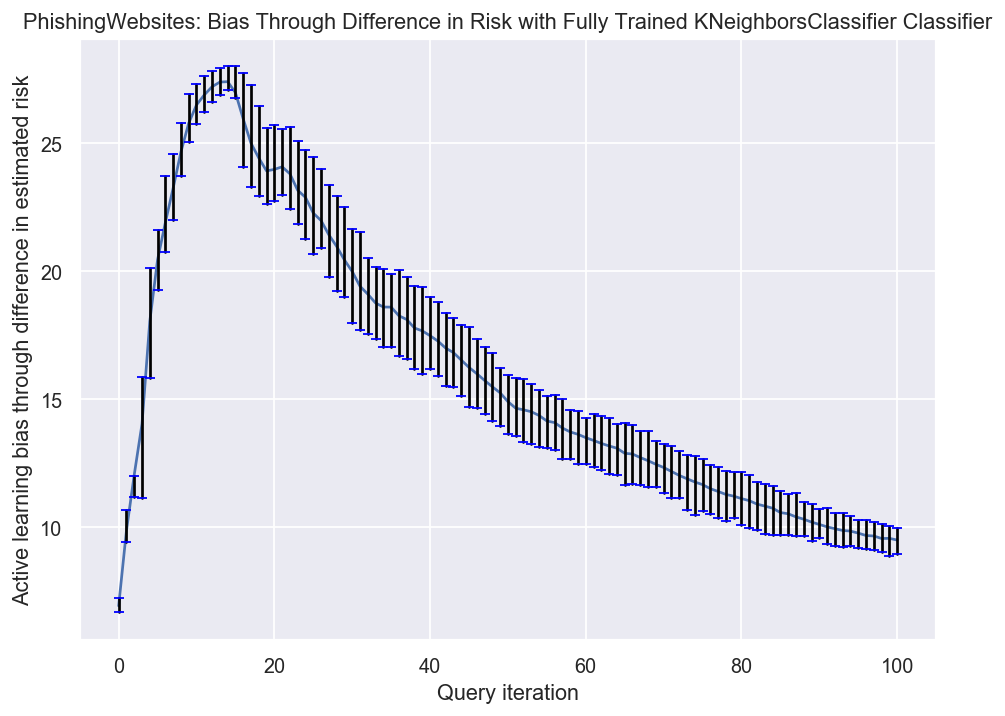 PhishingWebsites: Bias Through Difference in Risk with Fully Trained KNeighborsClassifier Classifier
Active learning bias through difference in estimated risk
25
20
15
10
0 20 40 60 80 100
Query iteration